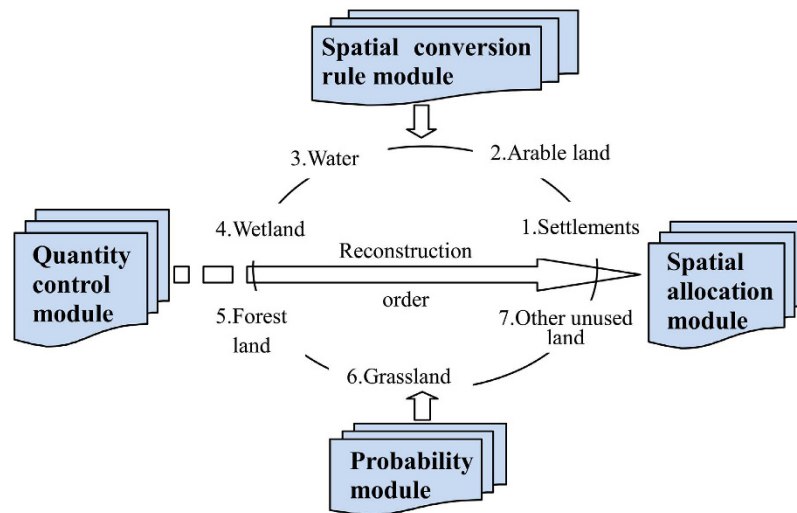 Spatial conversion
rule module
3.Water
2.Arable land
4.Wetland
1.Settlements
Quantity
control
module
Reconstruction
order
Spatial
allocation
module
5.Forest
land
7.Other unused
land
6.Grassland
Probability
module